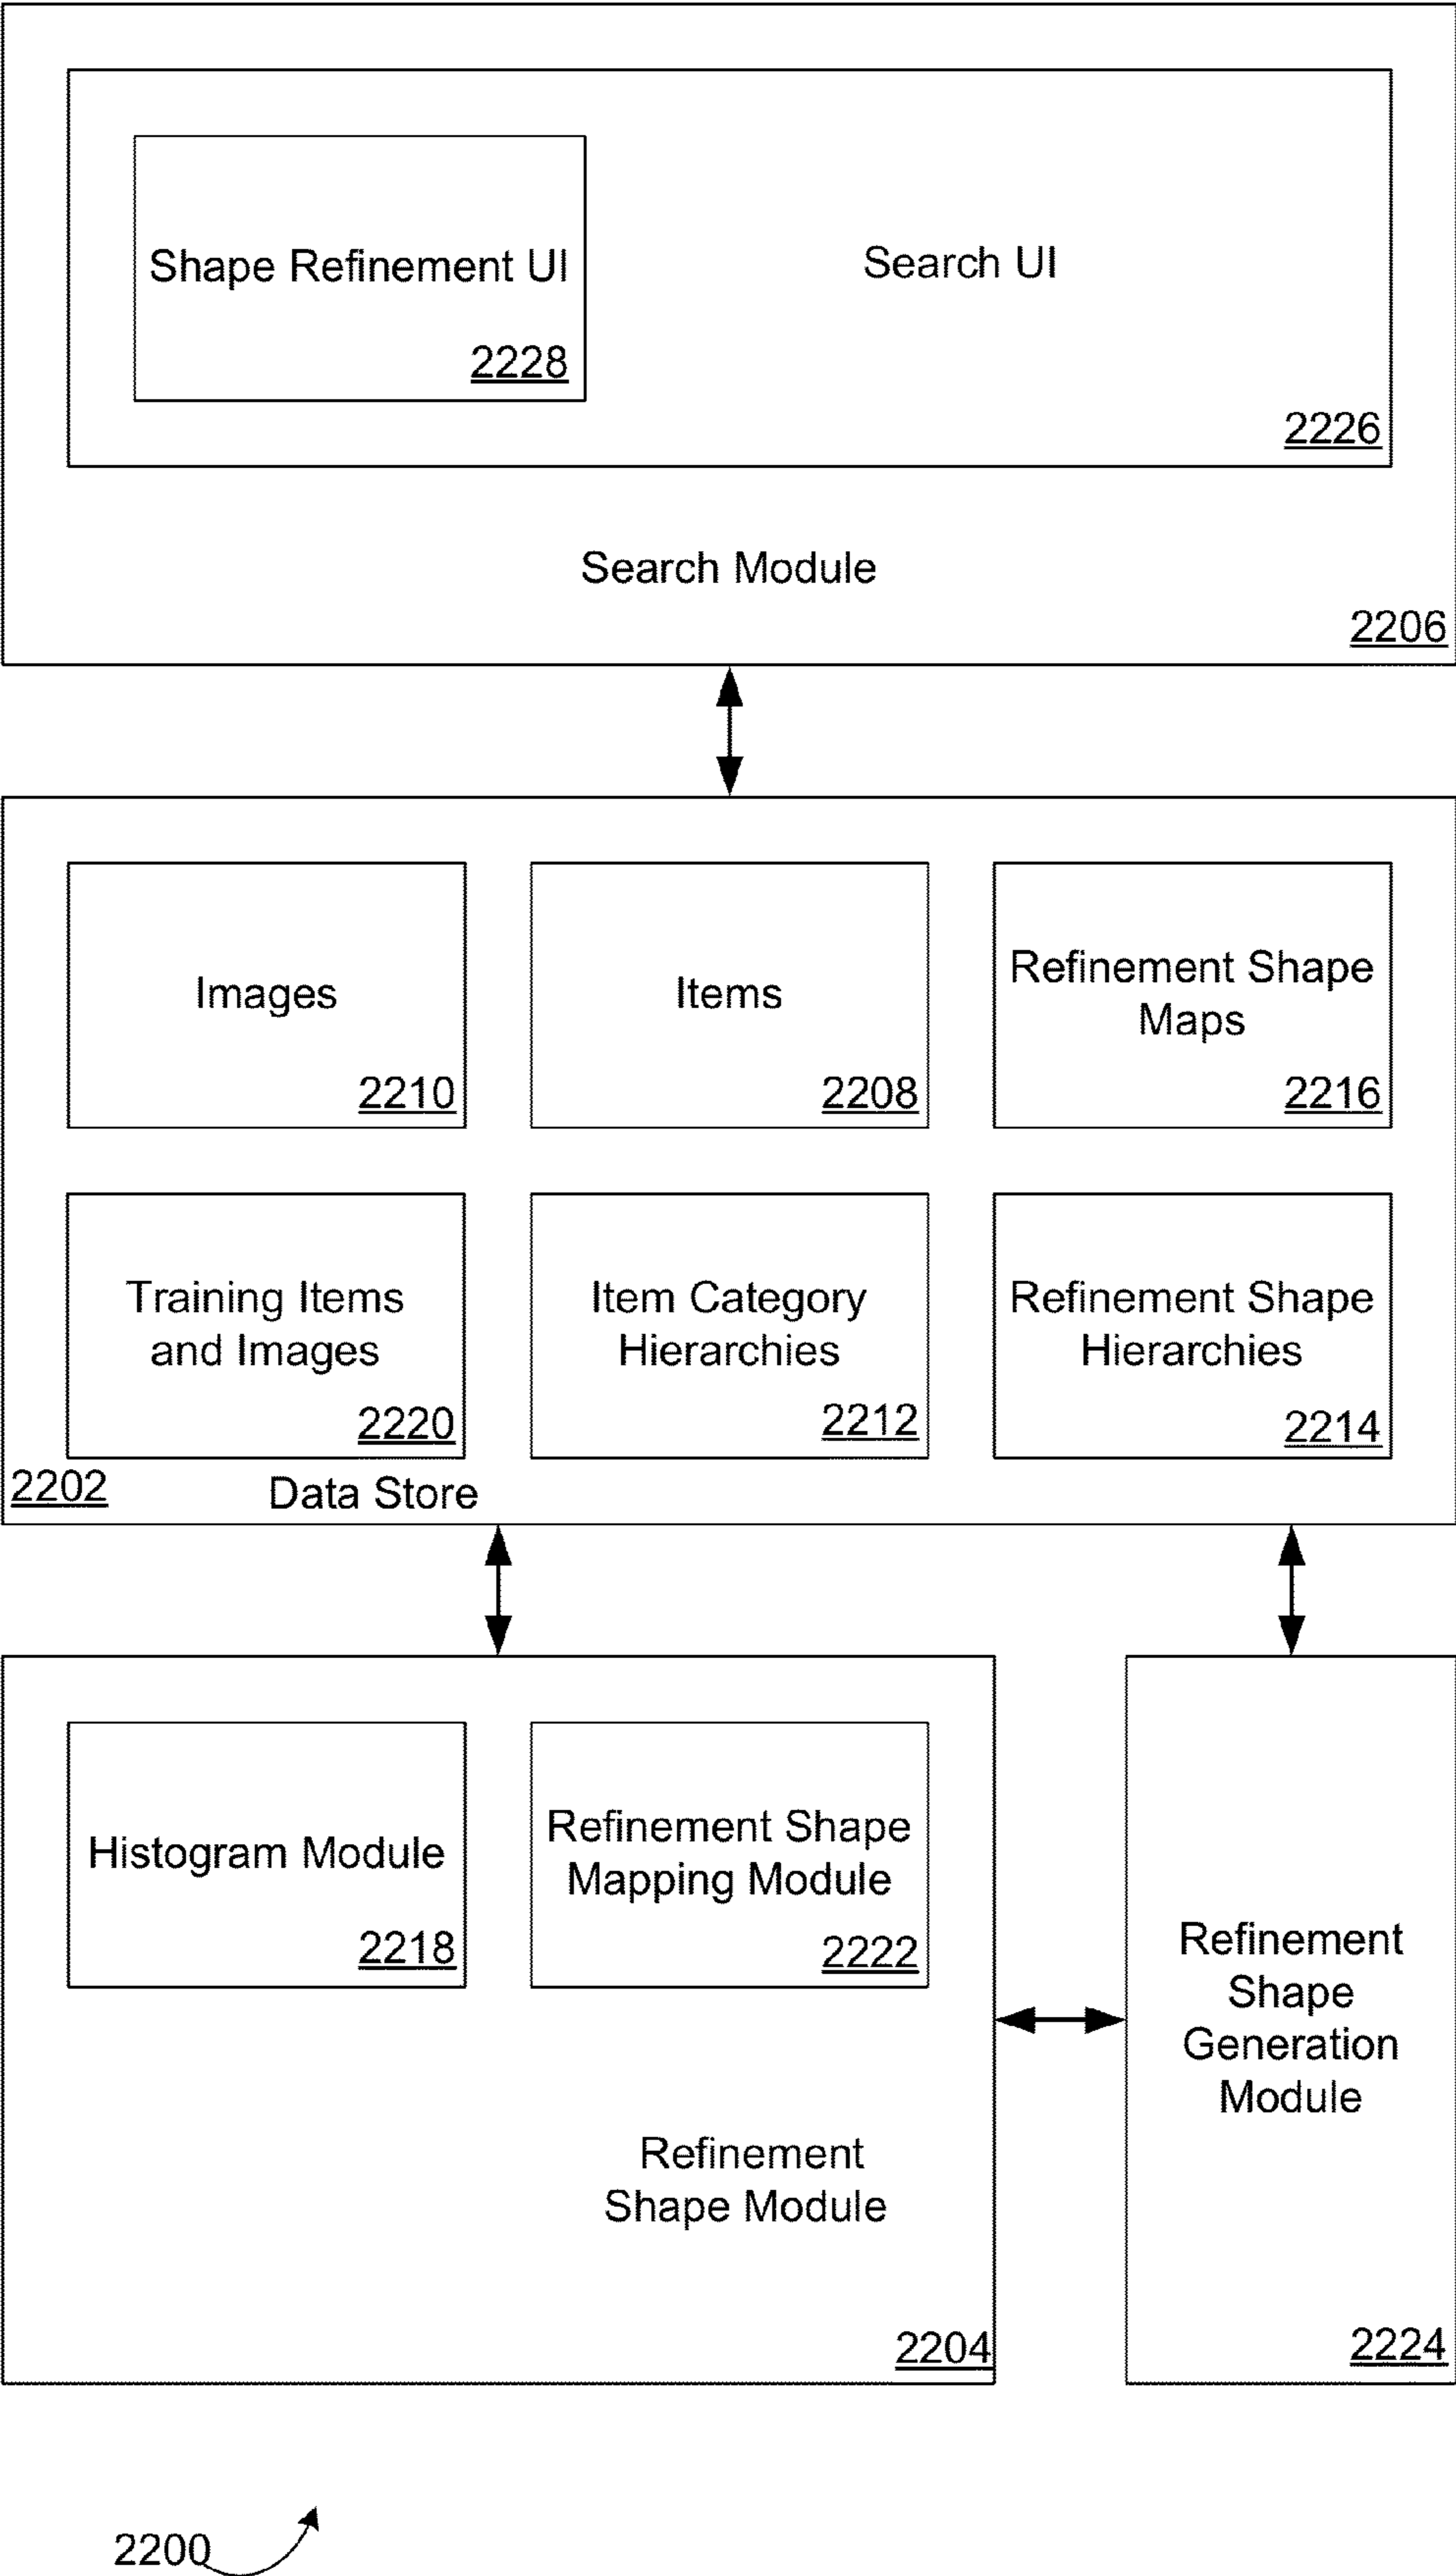 Shape Refinement UI
2228
Search UI
2226
Search Module
2206
Images
2210
Items
2208
Refinement Shape
Maps
2216
Training Items
and Images
2220
Item Category
Hierarchies
2212
Refinement Shape
Hierarchies
2214
2202
Data Store
Histogram Module
2218
Refinement Shape
Mapping Module
2222
Refinement
Shape Module
2204
Refinement
Shape
Generation
Module
2224
2200